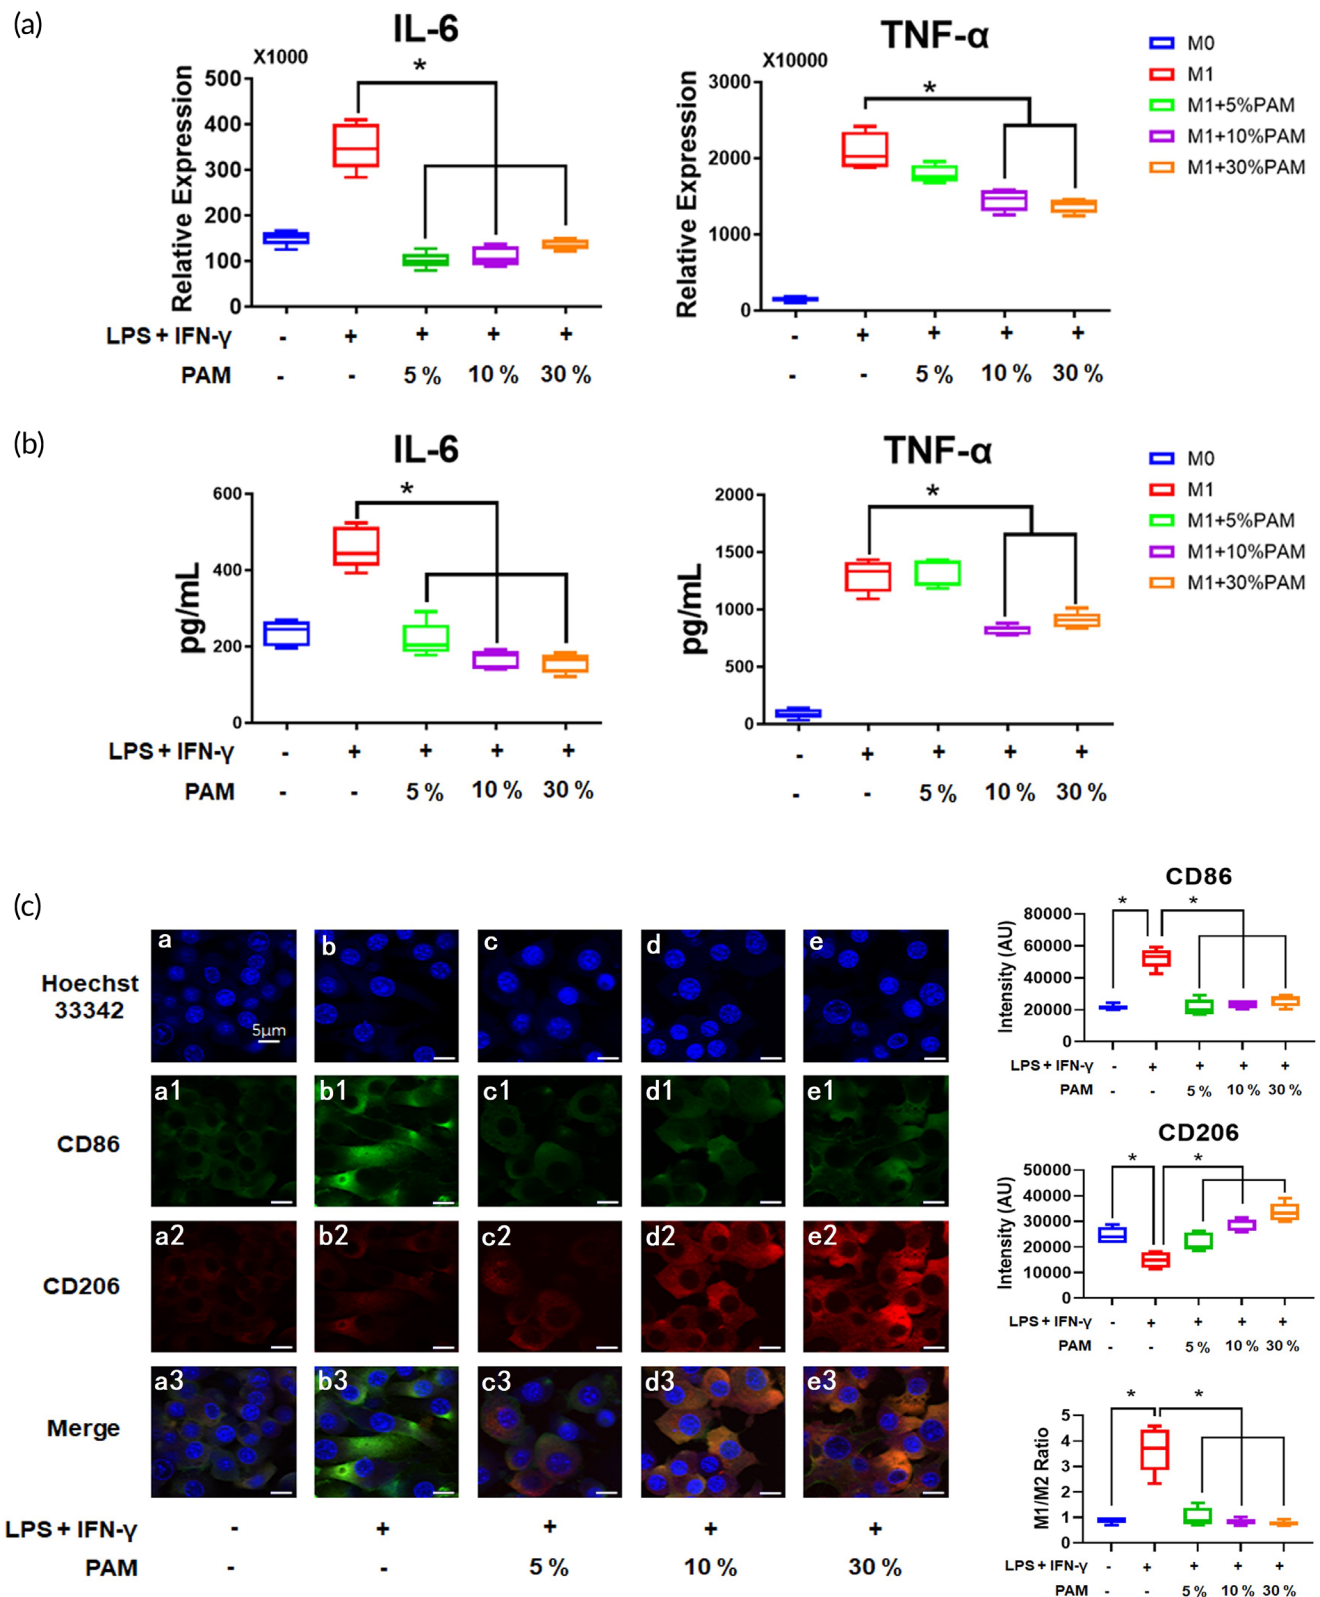 (a)
IL-6
X1000
Relative Expression
500
400
300
200
100
0
*
LPS + IFN-γ - + + + +
PAM - - 5 % 10 % 30 %
TNF-α
X10000
Relative Expression
3000
2000
1000
0
*
- + + + +
- - 5 % 10 % 30 %
M0
M1
M1+5%PAM
M1+10%PAM
M1+30%PAM
(b)
IL-6
pg/mL
600
400
200
0
*
LPS + IFN-γ - + + + +
PAM - - 5 % 10 % 30 %
TNF-α
pg/mL
2000
1500
1000
500
0
*
- + + + +
- - 5 % 10 % 30 %
M0
M1
M1+5%PAM
M1+10%PAM
M1+30%PAM
(c)
Hoechst
33342
a b c d e
5μm
CD86
a1 b1 c1 d1 e1
CD206
a2 b2 c2 d2 e2
Merge
a3 b3 c3 d3 e3
LPS + IFN-γ - + + + +
PAM - - 5 % 10 % 30 %
CD86
Intensity (AU)
80000
60000
40000
20000
0
* *
LPS + IFN-γ - + + + +
PAM - - 5 % 10 % 30 %
CD206
Intensity (AU)
50000
40000
30000
20000
10000
0
* *
LPS + IFN-γ - + + + +
PAM - - 5 % 10 % 30 %
M1/M2 Ratio
5
4
3
2
1
0
* *
LPS + IFN-γ - + + + +
PAM - - 5 % 10 % 30 %